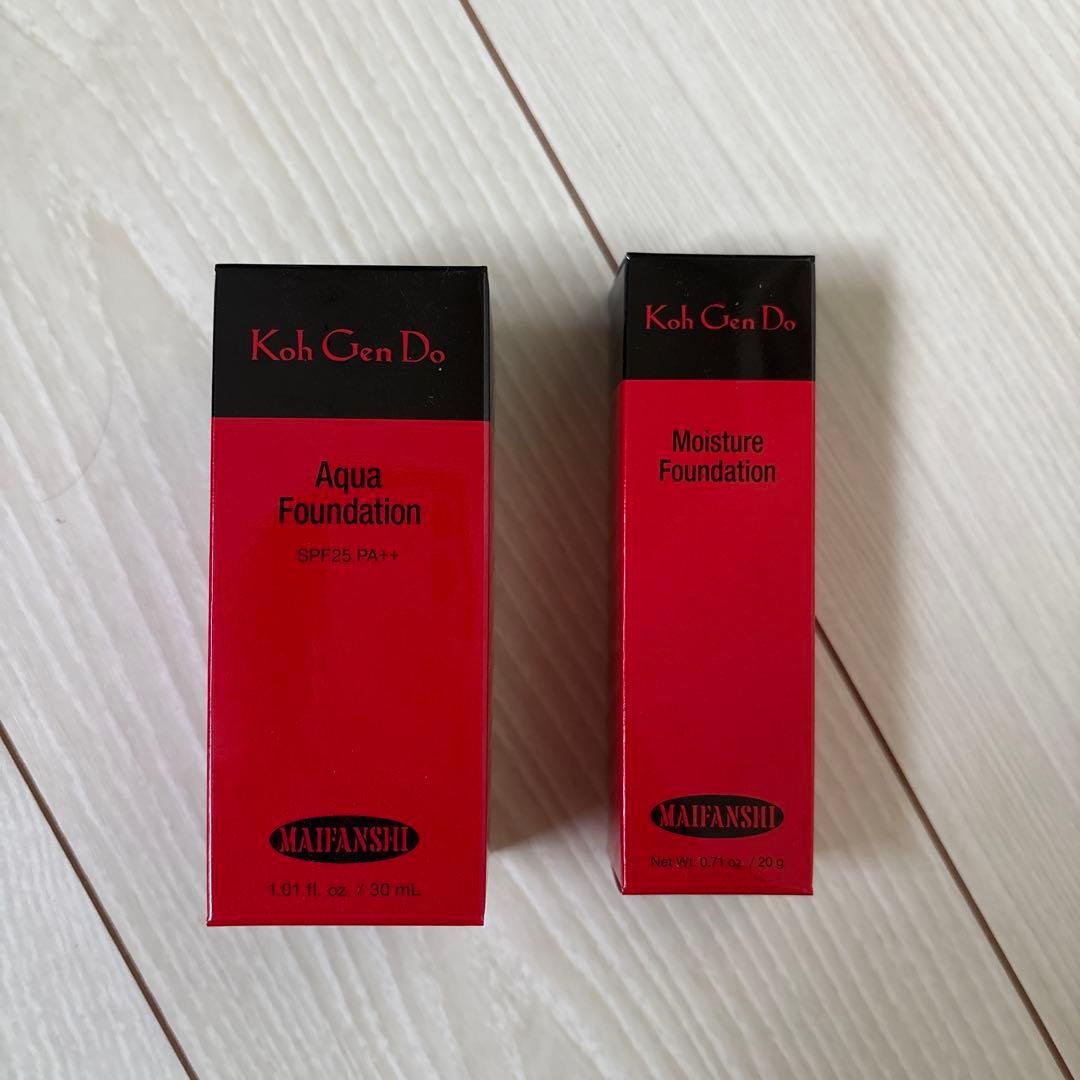 Koh Gen Do
Aqua
Foundation
SPF25 PA++
MAIFANSHI
1.01 fl. oz. / 30 mL
Koh Gen Do
Moisture
Foundation
MAIFANSHI
Net Wt. 0.71 oz. / 20 g